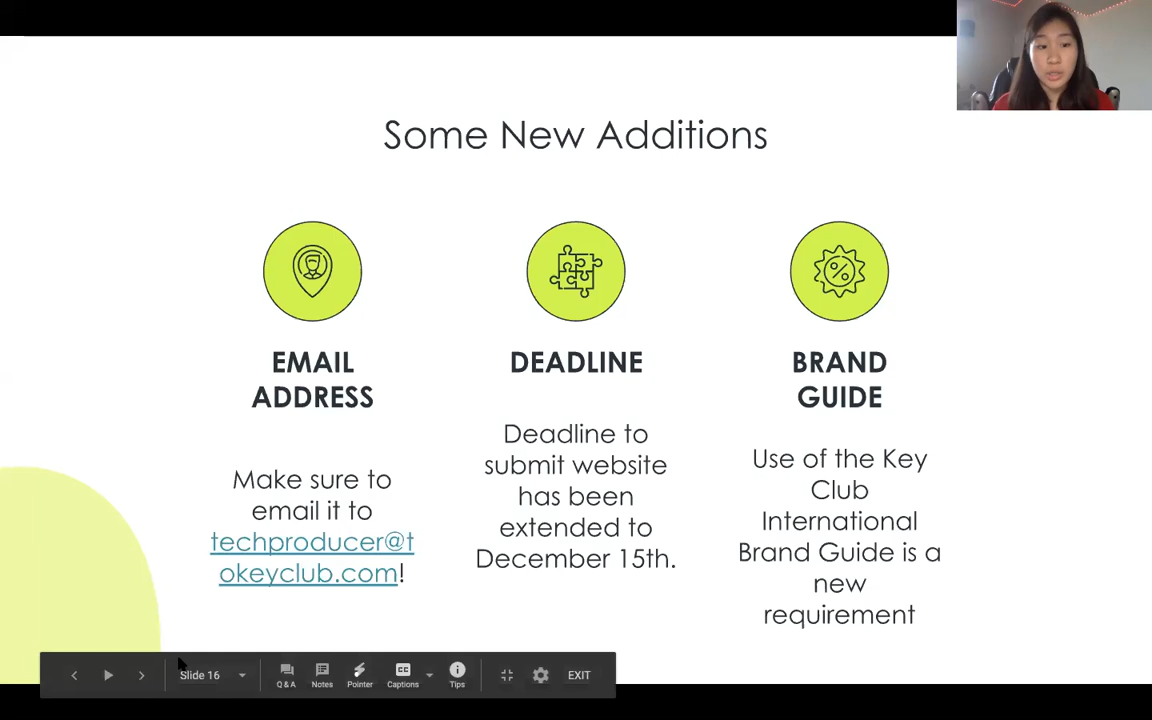 Some New Additions
EMAIL
ADDRESS
Make sure to
email it to
techproducer@t
okeyclub.com!
DEADLINE
Deadline to
submit website
has been
extended to
December 15th.
BRAND
GUIDE
Use of the Key
Club
International
Brand Guide is a
new
requirement
Slide 16
Q & A
Notes
Pointer
CC
Captions
Tips
EXIT